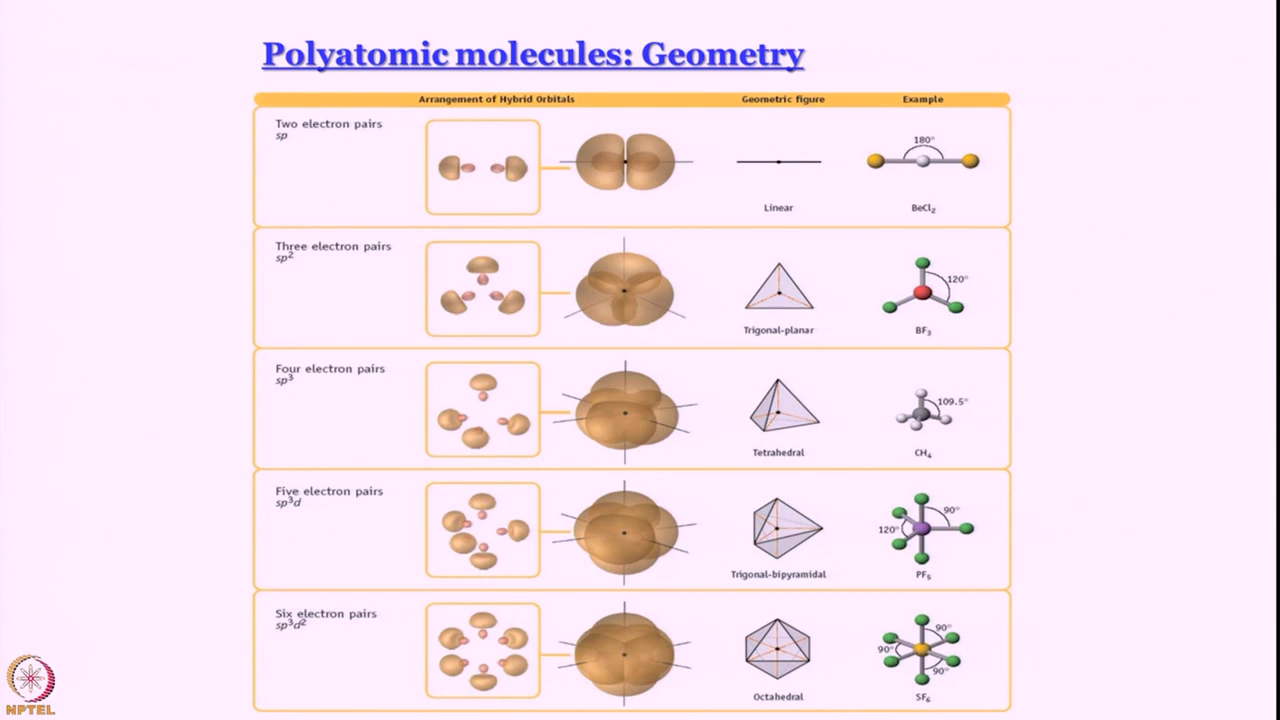 Polyatomic molecules: Geometry
Arrangement of Hybrid Orbitals Geometric figure Example
Two electron pairs
sp
180°
Linear BeCl₂
Three electron pairs
sp²
120°
Trigonal-planar BF₃
Four electron pairs
sp³
109.5°
Tetrahedral CH₄
Five electron pairs
sp³d
90°
120°
Trigonal-bipyramidal PF₅
Six electron pairs
sp³d²
90°
90°
90°
Octahedral SF₆
NPTEL